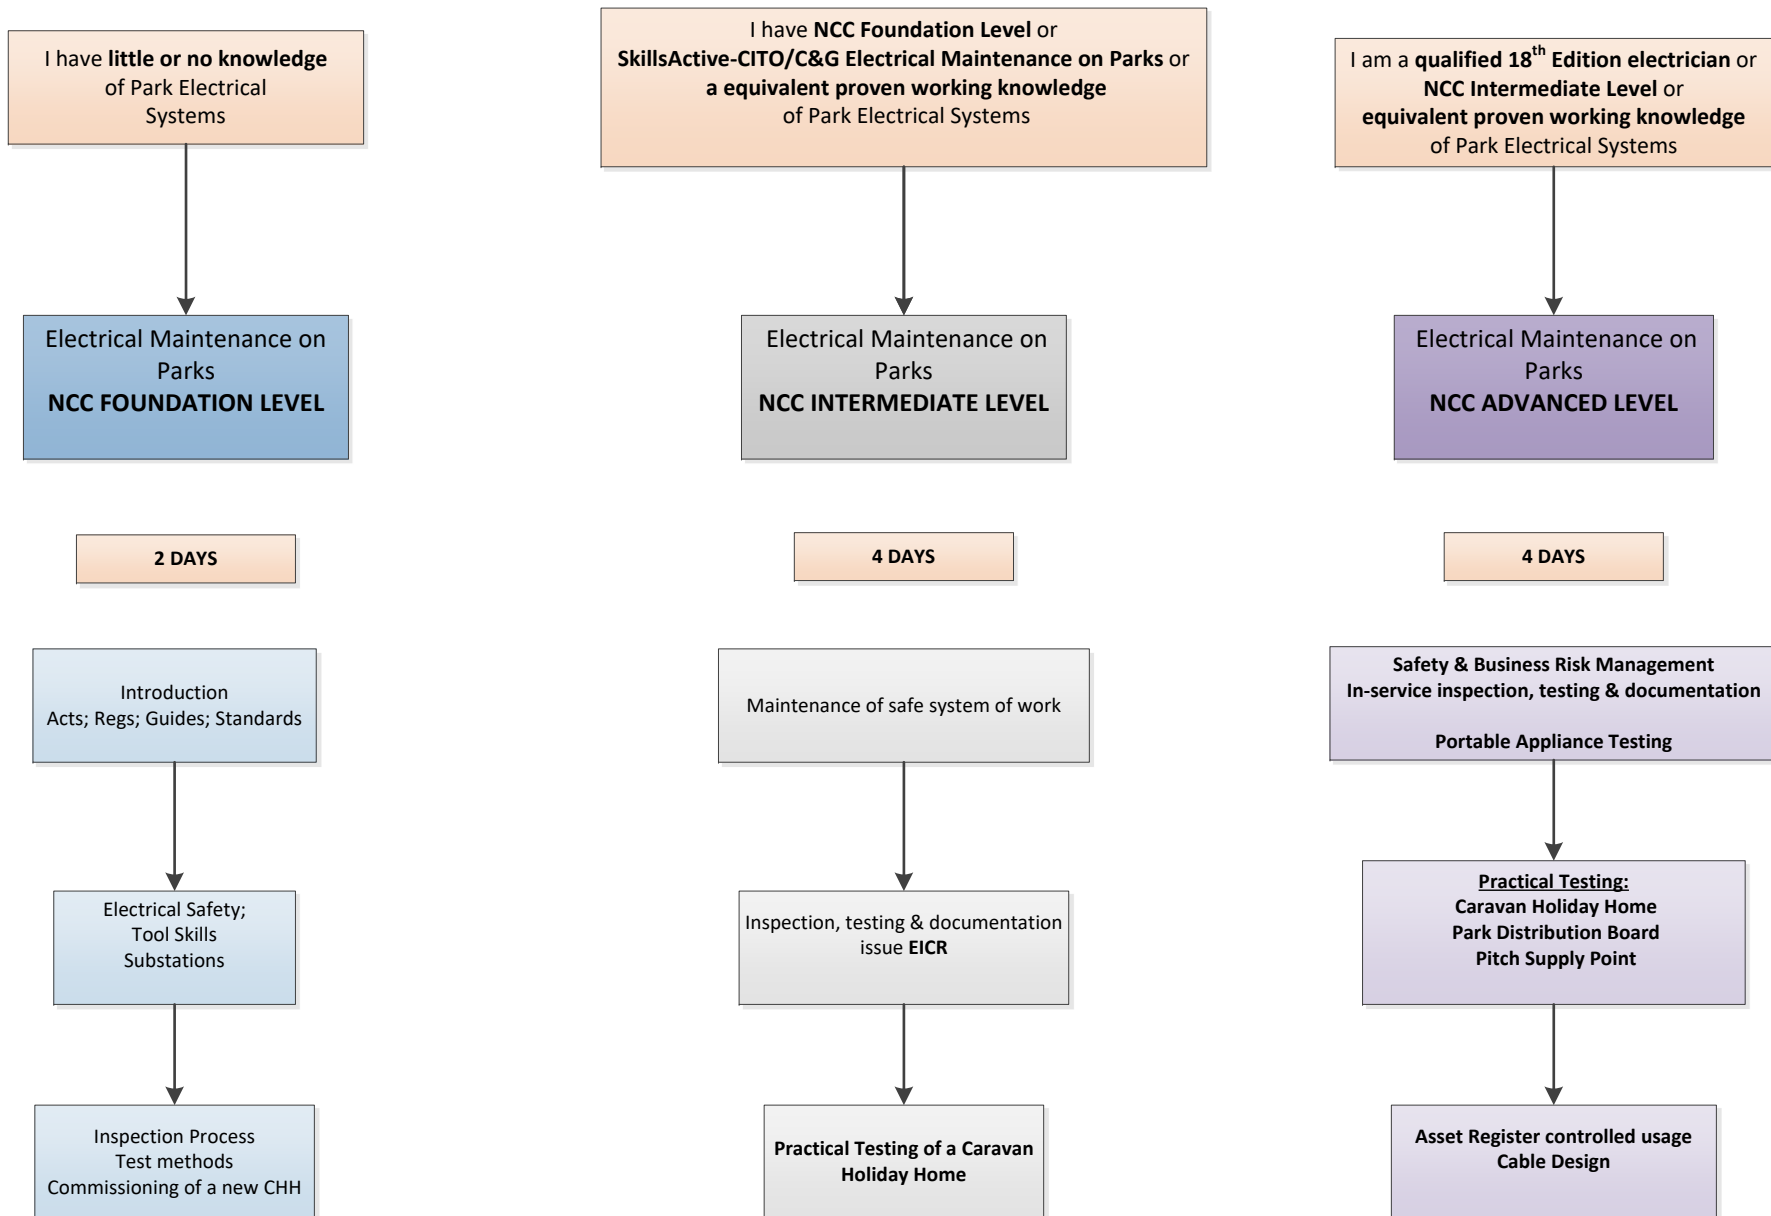 I have little or no knowledge
of Park Electrical
Systems
I have NCC Foundation Level or
SkillsActive-CITO/C&G Electrical Maintenance on Parks or
a equivalent proven working knowledge
of Park Electrical Systems
I am a qualified 18th Edition electrician or
NCC Intermediate Level or
equivalent proven working knowledge
of Park Electrical Systems
Electrical Maintenance on
Parks
NCC FOUNDATION LEVEL
Electrical Maintenance on
Parks
NCC INTERMEDIATE LEVEL
Electrical Maintenance on
Parks
NCC ADVANCED LEVEL
2 DAYS
4 DAYS
4 DAYS
Introduction
Acts; Regs; Guides; Standards
Maintenance of safe system of work
Safety & Business Risk Management
In-service inspection, testing & documentation
Portable Appliance Testing
Electrical Safety;
Tool Skills
Substations
Inspection, testing & documentation
issue EICR
Practical Testing:
Caravan Holiday Home
Park Distribution Board
Pitch Supply Point
Inspection Process
Test methods
Commissioning of a new CHH
Practical Testing of a Caravan
Holiday Home
Asset Register controlled usage
Cable Design